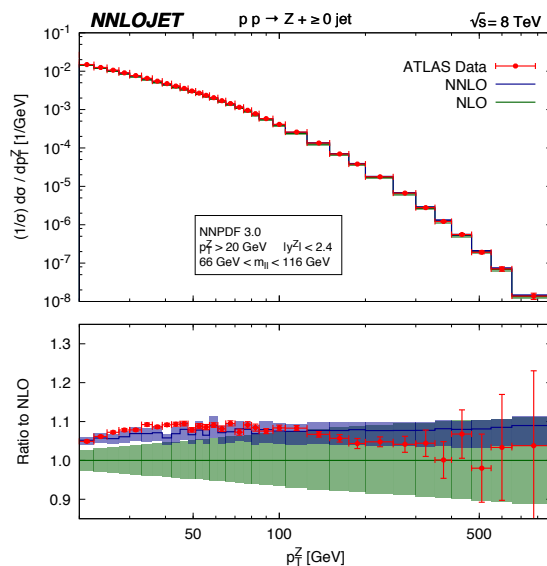 NNLOJET p p → Z + ≥ 0 jet √s = 8 TeV
10⁻¹
10⁻²
10⁻³
10⁻⁴
10⁻⁵
10⁻⁶
10⁻⁷
10⁻⁸
(1/σ) dσ / dp_T^Z [1/GeV]
ATLAS Data
NNLO
NLO
NNPDF 3.0
p_T^Z > 20 GeV |y^Z| < 2.4
66 GeV < m_ll < 116 GeV
1.3
1.2
1.1
1.0
0.9
Ratio to NLO
50 100 500
p_T^Z [GeV]